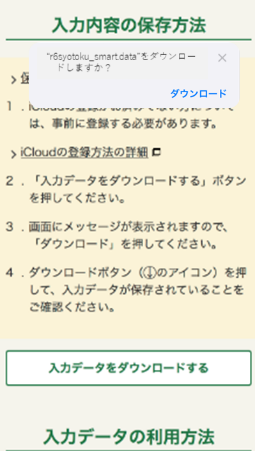 入力内容の保存方法
"r6syotoku_smart.data"をダウンロー
ドしますか？
ダウンロード
1．iCloudの登録がお済みでない方について
は、事前に登録する必要があります。
iCloudの登録方法の詳細
2．「入力データをダウンロードする」ボタン
を押してください。
3．画面にメッセージが表示されますので、
「ダウンロード」を押してください。
4．ダウンロードボタン（のアイコン）を押
して、入力データが保存されていることを
ご確認ください。
入力データをダウンロードする
入力データの利用方法